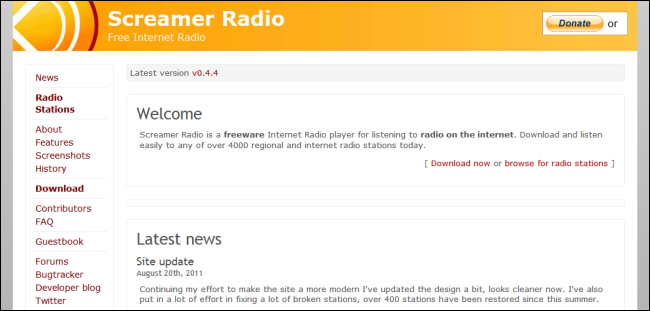 Screamer Radio
Free Internet Radio
Donate or
News
Radio
Stations
About
Features
Screenshots
History
Download
Contributors
FAQ
Guestbook
Forums
Bugtracker
Developer blog
Twitter
Latest version v0.4.4
Welcome
Screamer Radio is a freeware Internet Radio player for listening to radio on the internet. Download and listen
easily to any of over 4000 regional and internet radio stations today.
[ Download now or browse for radio stations ]
Latest news
Site update
August 20th, 2011
Continuing my effort to make the site a more modern I've updated the design a bit, looks cleaner now. I've also
put in a lot of effort in fixing a lot of broken stations, over 400 stations have been restored since this summer.